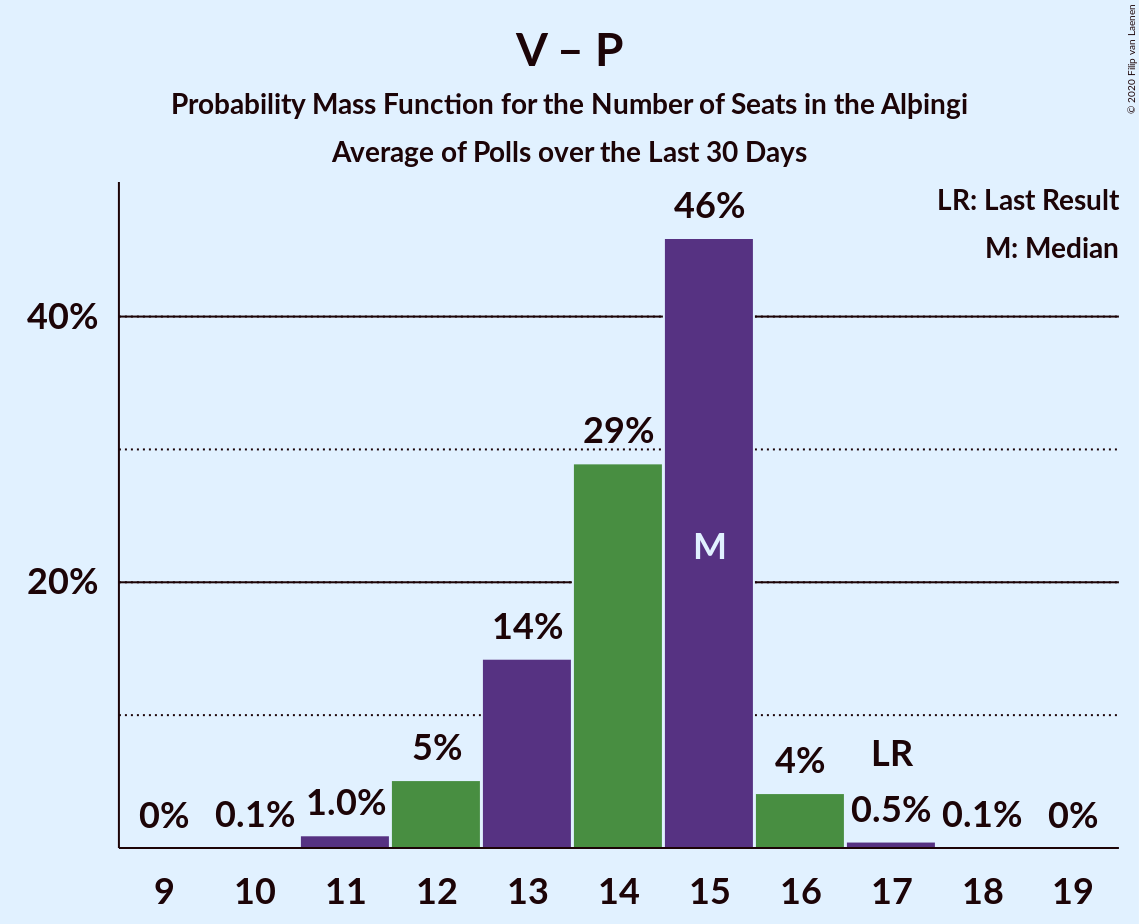 V – P
Probability Mass Function for the Number of Seats in the Alþingi
Average of Polls over the Last 30 Days
© 2020 Filip van Laenen
LR: Last Result
M: Median
40%
20%
0%
0.1%
1.0%
5%
14%
29%
46%
M
4%
LR
0.5%
0.1%
0%
9 10 11 12 13 14 15 16 17 18 19